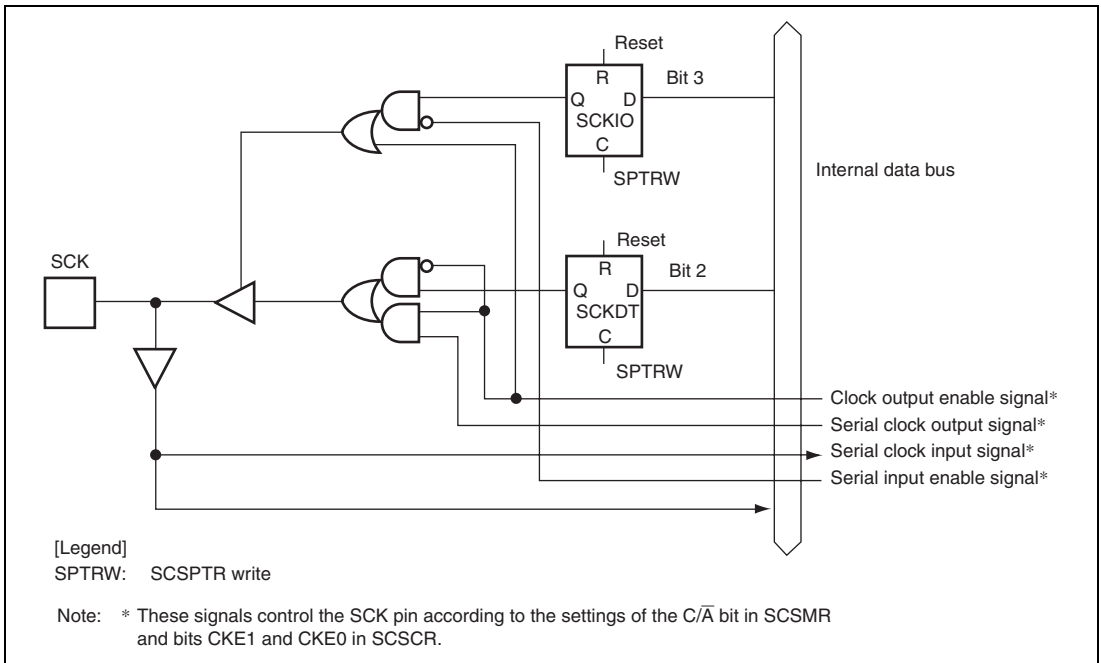 Reset
R
Bit 3
Q
D
SCKIO
C
SPTRW
Internal data bus
Reset
R
Bit 2
SCK
Q
D
SCKDT
C
SPTRW
Clock output enable signal*
Serial clock output signal*
Serial clock input signal*
Serial input enable signal*
[Legend]
SPTRW: SCSPTR write
Note: * These signals control the SCK pin according to the settings of the C/A̅ bit in SCSMR
and bits CKE1 and CKE0 in SCSCR.